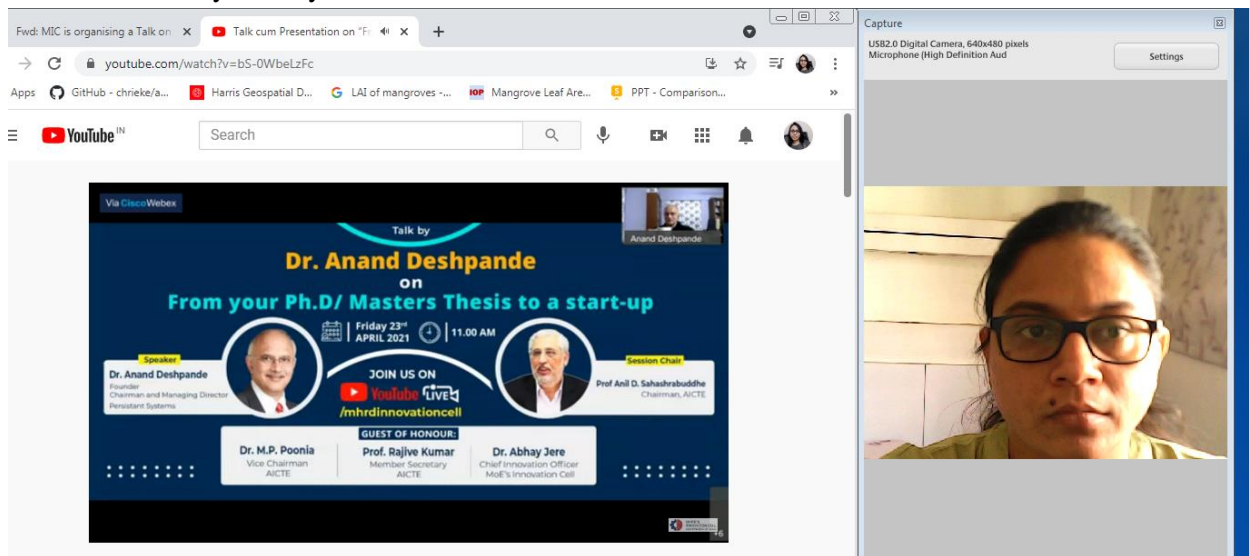 Fwd: MIC is organising a Talk on
Talk cum Presentation on "Fr
youtube.com/watch?v=bS-0WbeLzFc
Apps GitHub - chrieke/a... Harris Geospatial D... LAI of mangroves -... IOP Mangrove Leaf Are... PPT - Comparison...
YouTube IN
Search
Via Cisco Webex
Anand Deshpande
Talk by
Dr. Anand Deshpande
on
From your Ph.D/ Masters Thesis to a start-up
Friday 23rd
APRIL 2021
11.00 AM
Speaker
Dr. Anand Deshpande
Founder
Chairman and Managing Director
Persistant Systems
JOIN US ON
YouTube LIVE
/mhrdinnovationcell
Session Chair
Prof Anil D. Sahashrabuddhe
Chairman, AICTE
GUEST OF HONOUR:
Dr. M.P. Poonia
Vice Chairman
AICTE
Prof. Rajive Kumar
Member Secretary
AICTE
Dr. Abhay Jere
Chief Innovation Officer
MoE's Innovation Cell
+6
Capture
USB2.0 Digital Camera, 640x480 pixels
Microphone (High Definition Aud
Settings